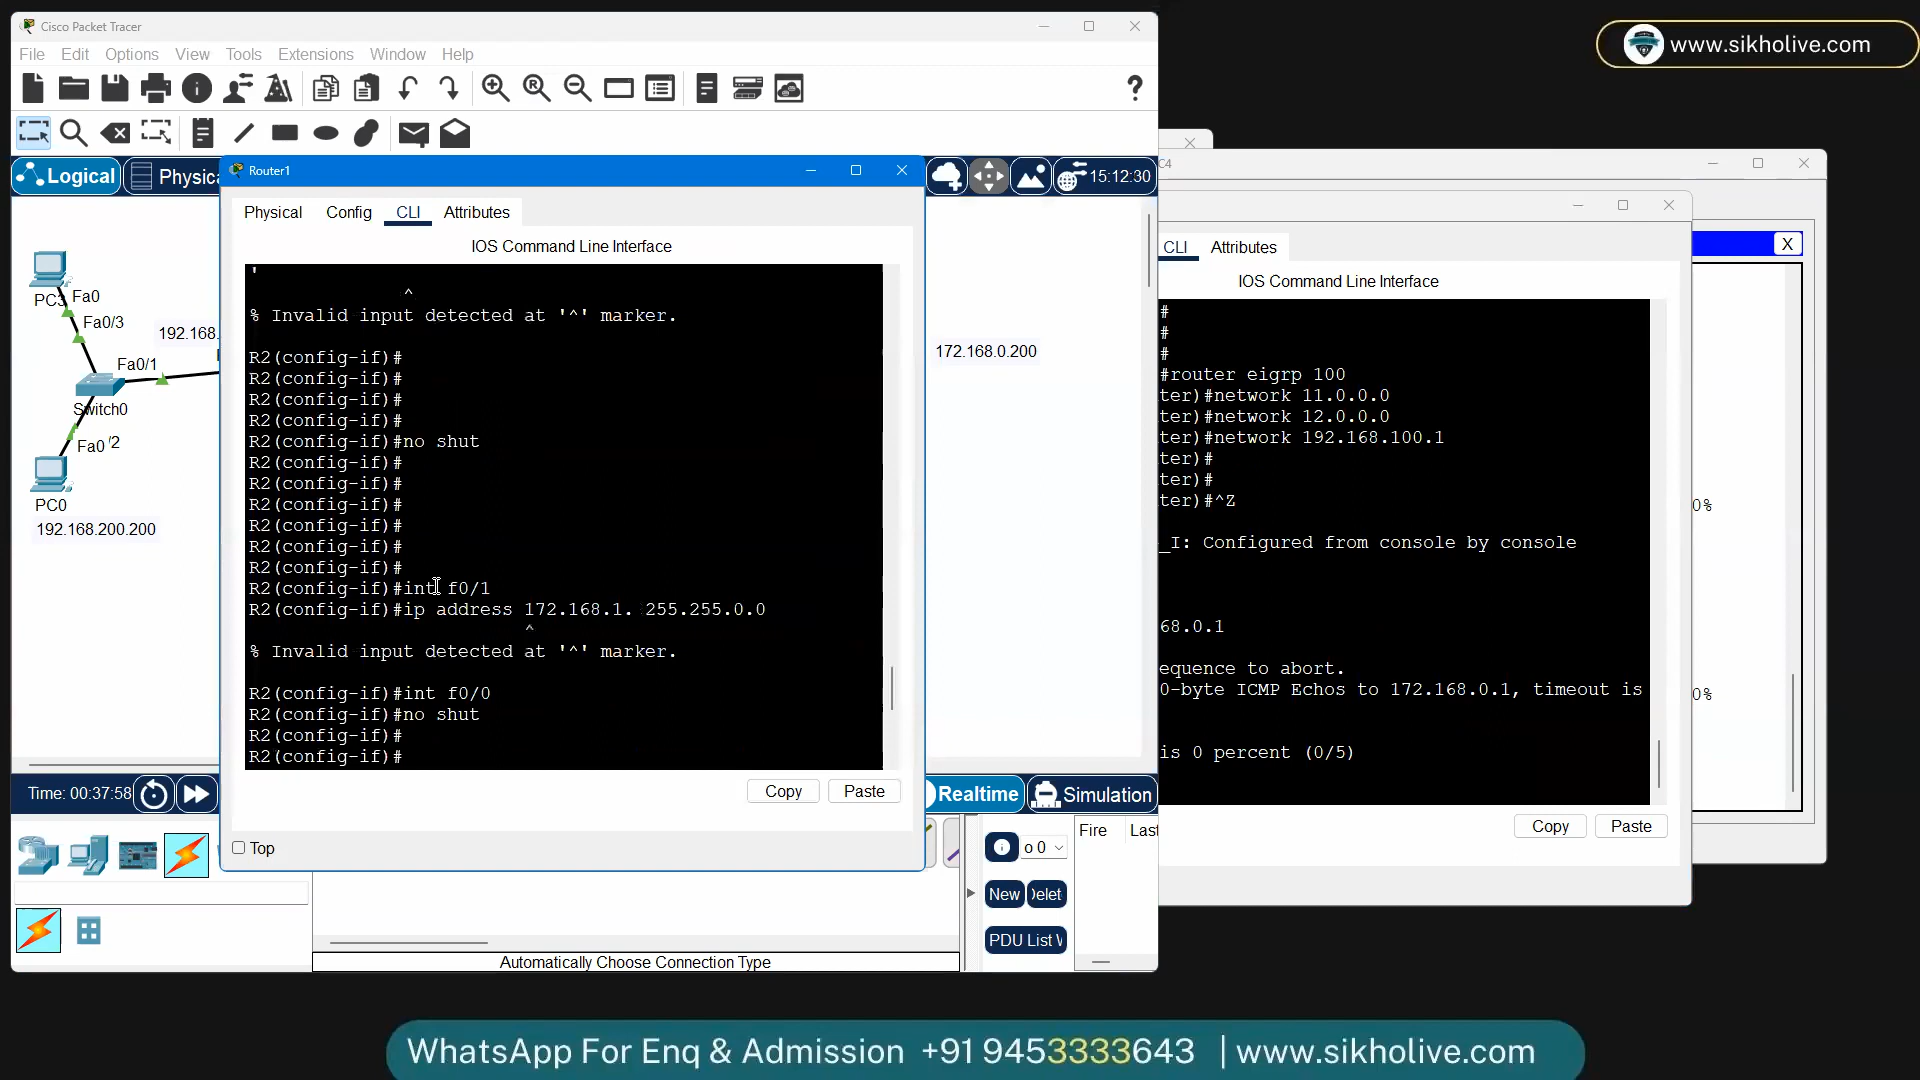 Cisco Packet Tracer
www.sikholive.com
File Edit Options View Tools Extensions Window Help
?
Logical
Router1
15:12:30
C4
Physical Config CLI Attributes
CLI Attributes
X
IOS Command Line Interface
IOS Command Line Interface
PC3
Fa0
Fa0/3
192.168.
Fa0/1
Switch0
PC0
192.168.200.200
172.168.0.200
'
^
% Invalid input detected at '^' marker.
R2(config-if)#
R2(config-if)#
R2(config-if)#
R2(config-if)#
R2(config-if)#no shut
R2(config-if)#
R2(config-if)#
R2(config-if)#
R2(config-if)#
R2(config-if)#
R2(config-if)#
R2(config-if)#int f0/1
R2(config-if)#ip address 172.168.1. 255.255.0.0
^
% Invalid input detected at '^' marker.
R2(config-if)#int f0/0
R2(config-if)#no shut
R2(config-if)#
R2(config-if)#
Copy Paste
Top
#
#
#
#router eigrp 100
ter)#network 11.0.0.0
ter)#network 12.0.0.0
ter)#network 192.168.100.1
ter)#
ter)#
ter)#^Z
_I: Configured from console by console
68.0.1
equence to abort.
0-byte ICMP Echos to 172.168.0.1, timeout is
is 0 percent (0/5)
Copy Paste
0%
0%
Time: 00:37:58
Realtime
Simulation
Fire
New
PDU List
Automatically Choose Connection Type
WhatsApp For Enq & Admission +91 9453333643 | www.sikholive.com